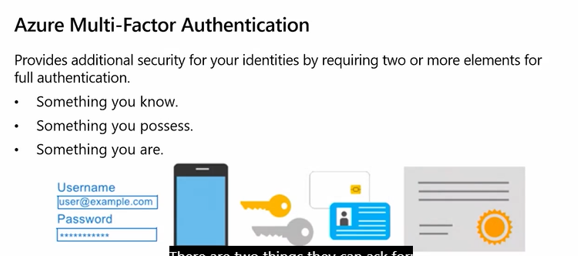 Azure Multi-Factor Authentication
Provides additional security for your identities by requiring two or more elements for
full authentication.
• Something you know.
• Something you possess.
• Something you are.
Username
user@example.com
Password
***********
There are two things they can ask for